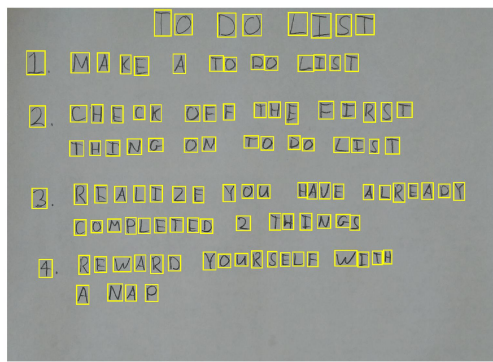 TO DO LIST
1. MAKE A TO DO LIST
2. CHECK OFF THE FIRST
THING ON TO DO LIST
3. REALIZE YOU HAVE ALREADY
COMPLETED 2 THINGS
4. REWARD YOURSELF WITH
A NAP